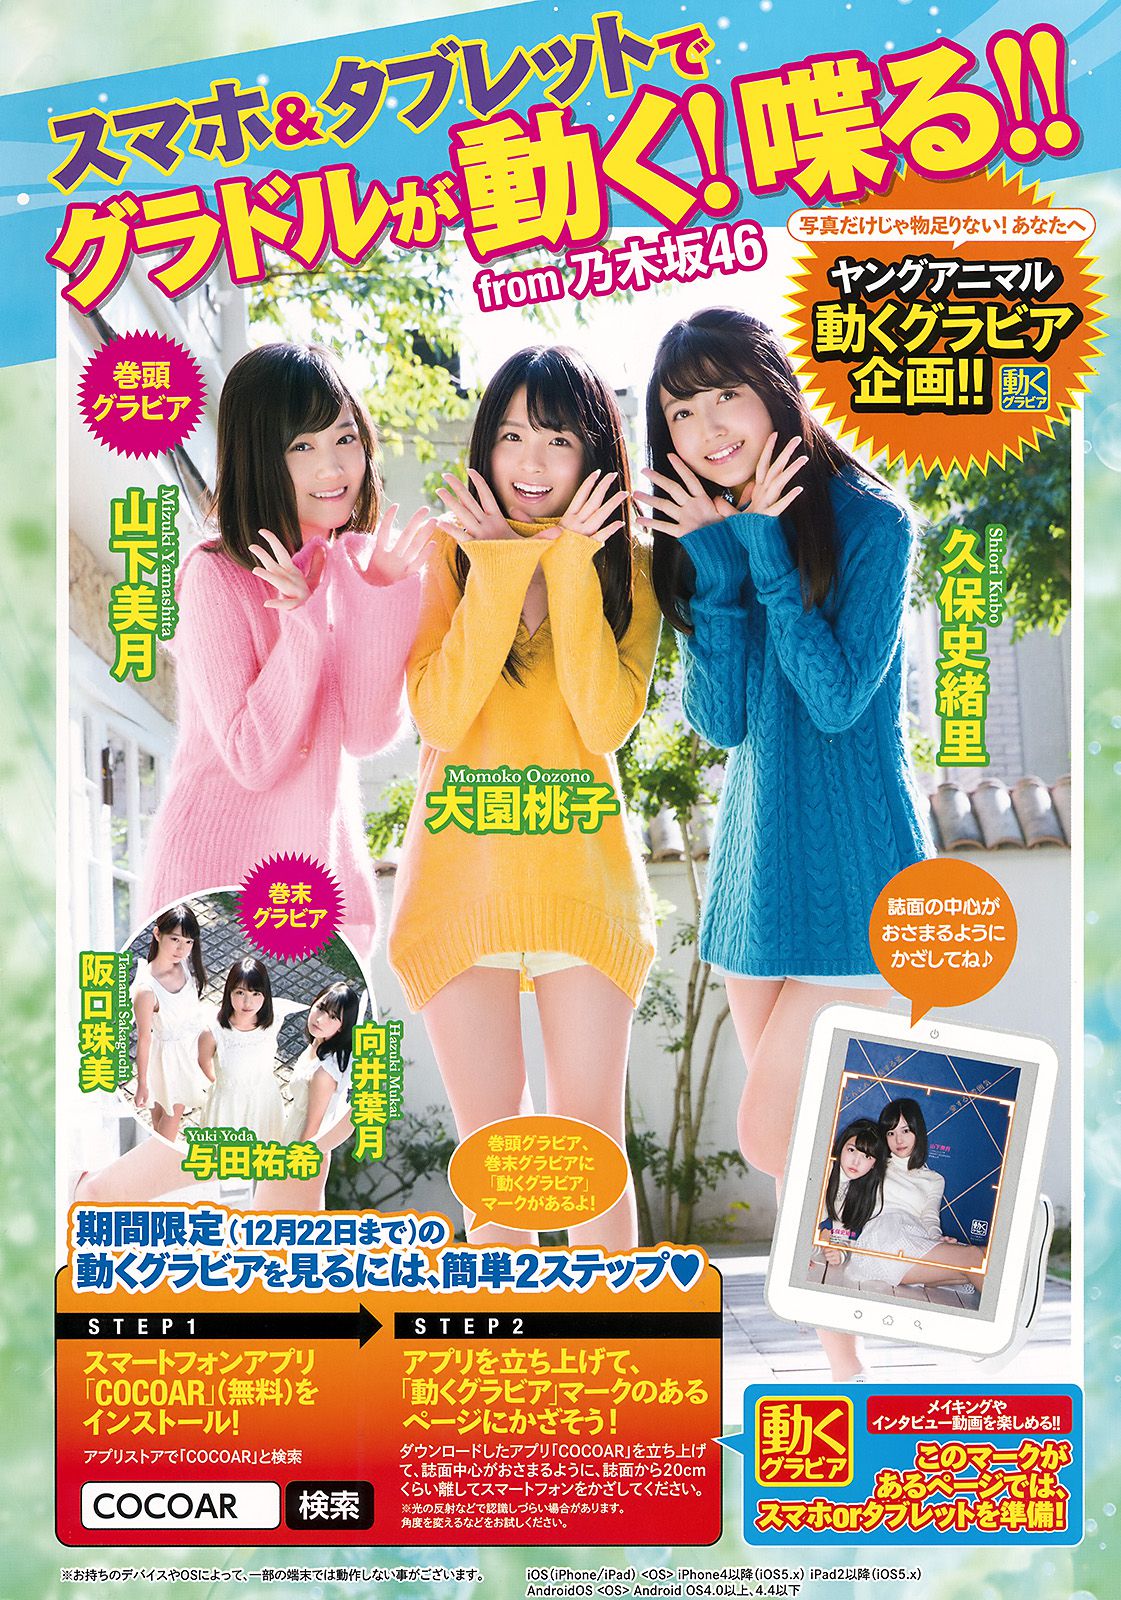 スマホ&タブレットで
グラドルが動く!喋る!!
from 乃木坂46
写真だけじゃ物足りない!あなたへ
ヤングアニマル
動くグラビア
企画!!
動く
グラビア
巻頭
グラビア
山下美月
Mizuki Yamashita
久保史緒里
Shiori Kubo
Momoko Oozono
大園桃子
巻末
グラビア
阪口珠美
Tamami Sakaguchi
Yuki Yoda
与田祐希
向井葉月
Hazuki Mukai
誌面の中心が
おさまるように
かざしてね♪
巻頭グラビア、
巻末グラビアに
「動くグラビア」
マークがあるよ!
山下美月
動く
グラビア
期間限定(12月22日まで)の
動くグラビアを見るには、簡単2ステップ♥
STEP1
スマートフォンアプリ
「COCOAR」(無料)を
インストール!
アプリストアで「COCOAR」と検索
COCOAR 検索
STEP2
アプリを立ち上げて、
「動くグラビア」マークのある
ページにかざそう!
ダウンロードしたアプリ「COCOAR」を立ち上げ
て、誌面中心がおさまるように、誌面から20cm
くらい離してスマートフォンをかざしてください。
※光の反射などで認識しづらい場合があります。
角度を変えるなどをお試しください。
動く
グラビア
メイキングや
インタビュー動画を楽しめる!!
このマークが
あるページでは、
スマホorタブレットを準備!
※お持ちのデバイスやOSによって、一部の端末では動作しない事がございます。
iOS(iPhone/iPad) <OS> iPhone4以降(iOS5.x) iPad2以降(iOS5.x)
AndroidOS <OS> Android OS4.0以上、4.4以下